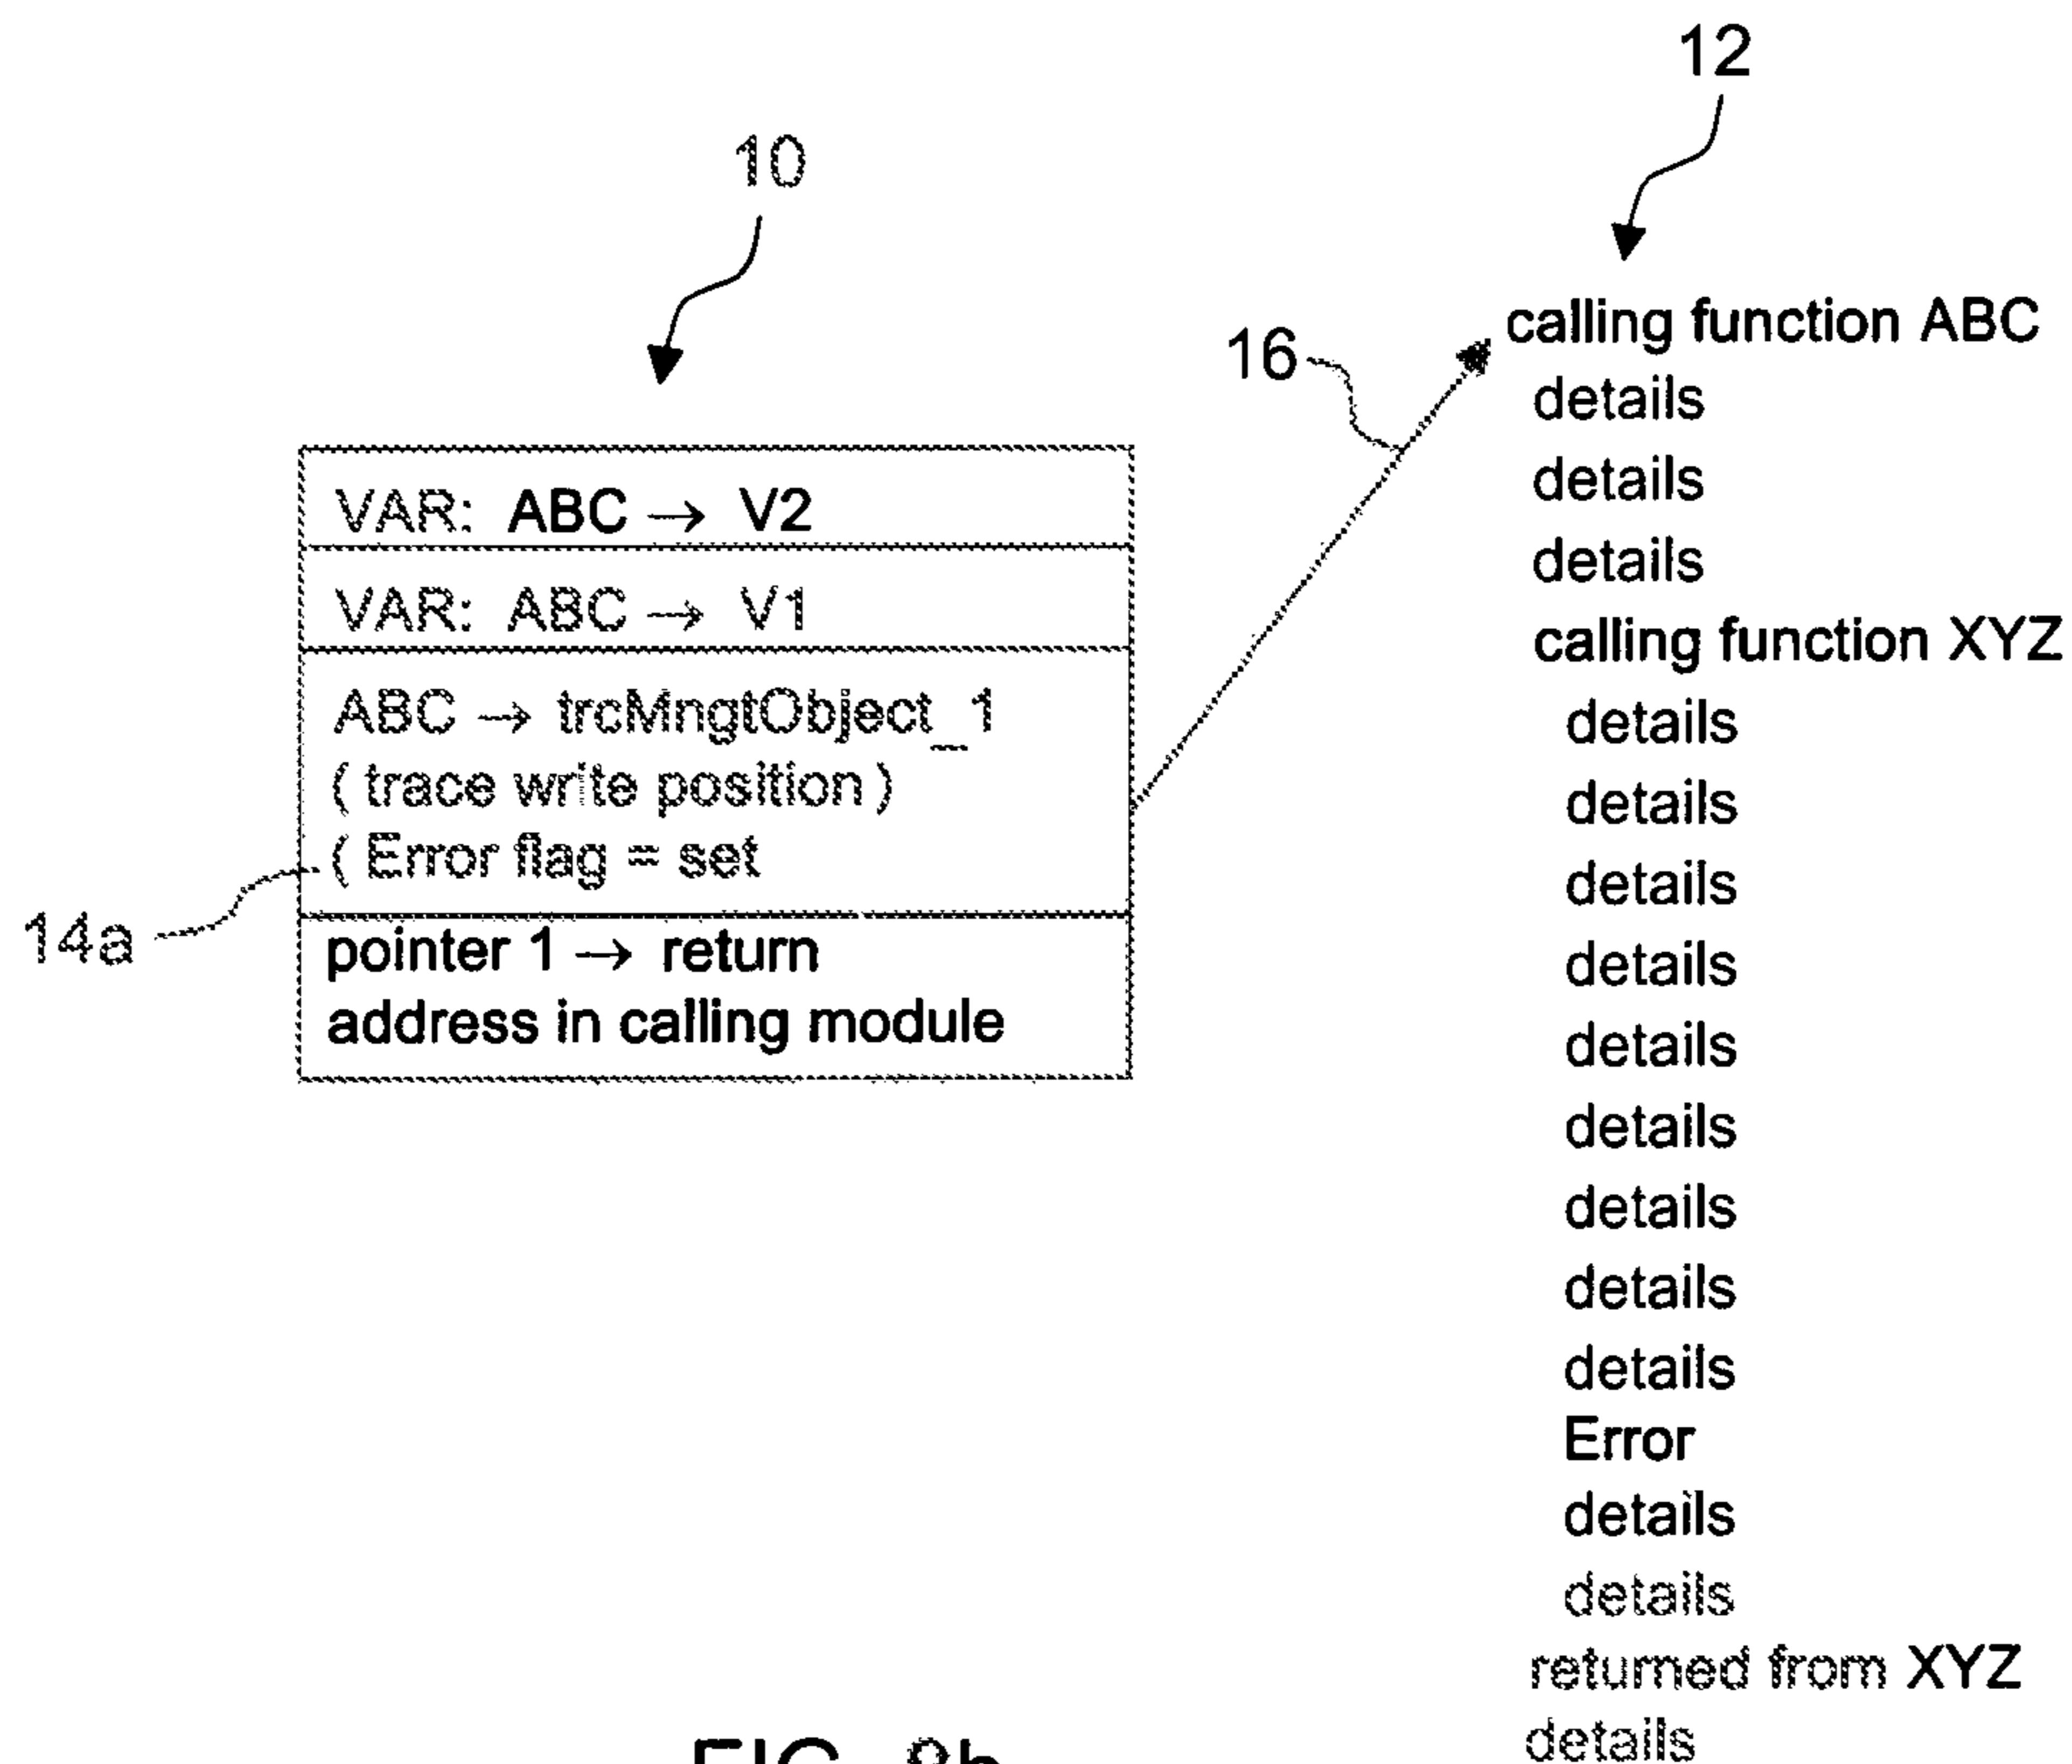 12
10
16
calling function ABC
details
details
details
calling function XYZ
details
details
details
details
details
details
details
details
details
Error
details
details
returned from XYZ
details
VAR: ABC → V2
VAR: ABC → V1
ABC → trcMngtObject_1
( trace write position )
( Error flag = set
14a
pointer 1 → return
address in calling module
FIG. 8b